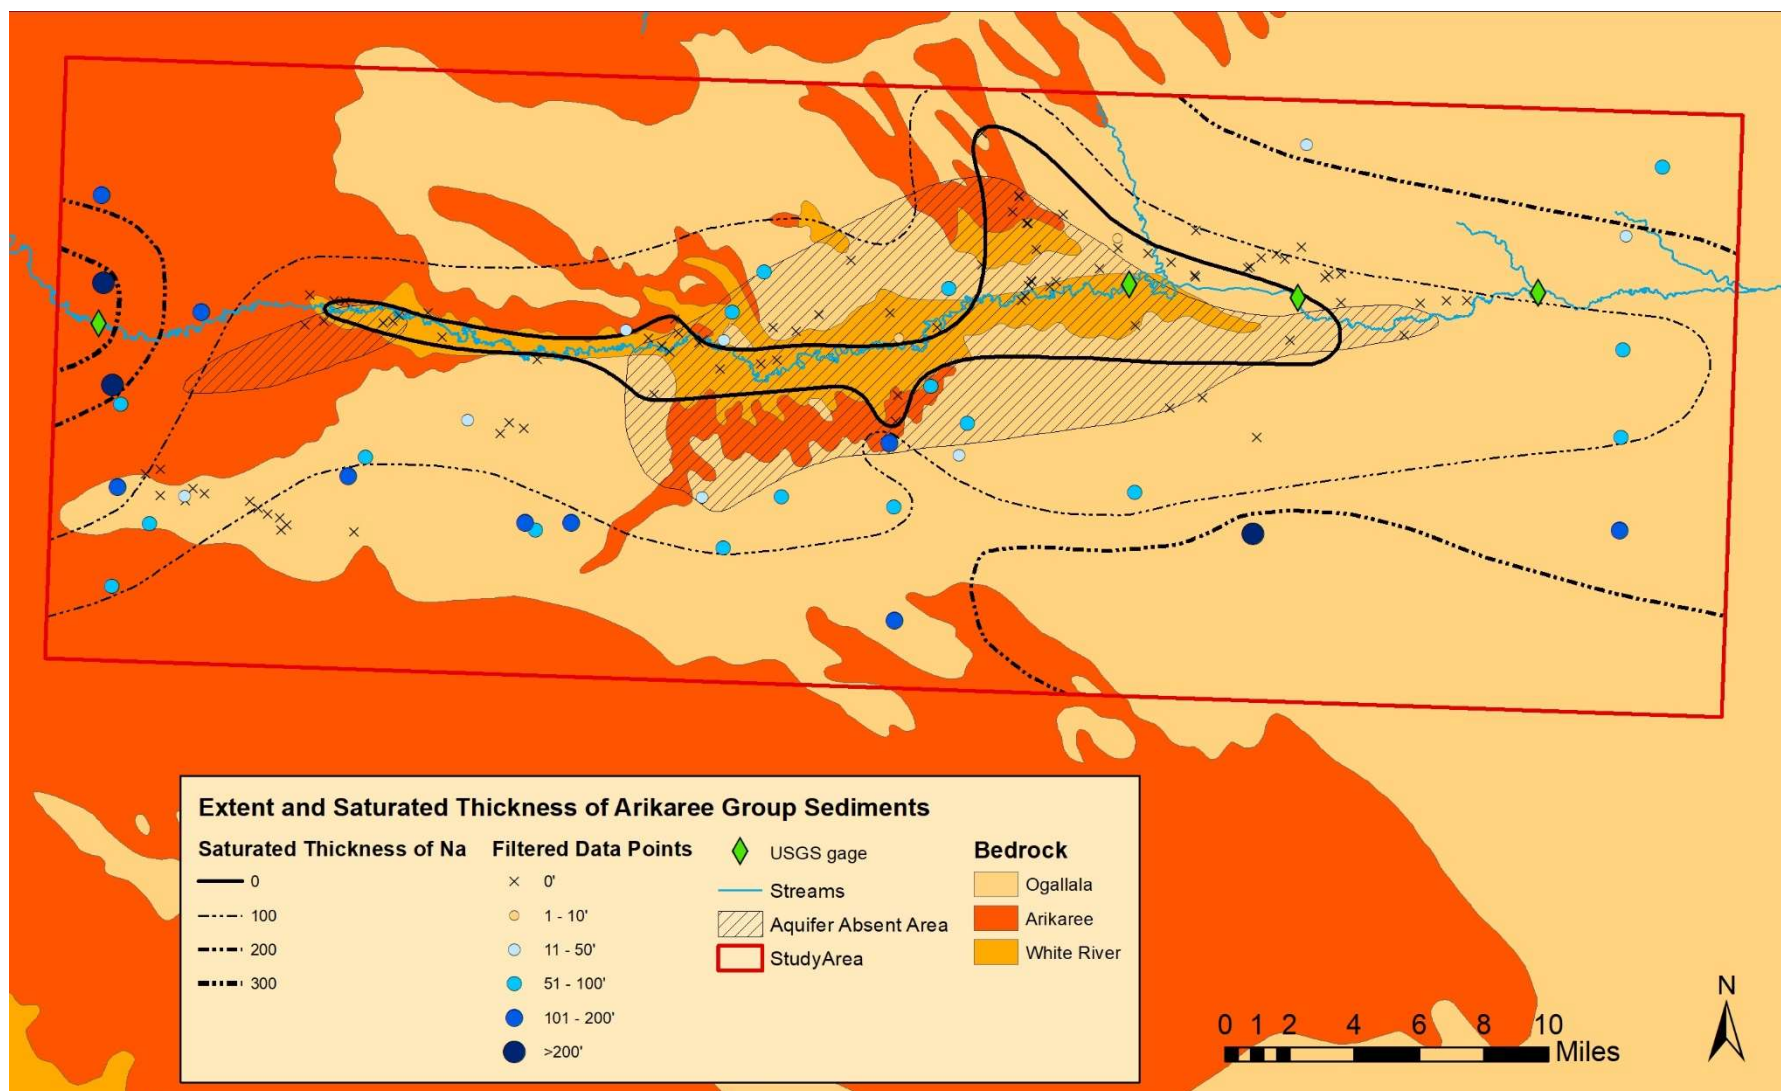 Extent and Saturated Thickness of Arikaree Group Sediments
Saturated Thickness of Na
0
100
200
300
Filtered Data Points
0'
1 - 10'
11 - 50'
51 - 100'
101 - 200'
>200'
USGS gage
Streams
Aquifer Absent Area
StudyArea
Bedrock
Ogallala
Arikaree
White River
0 1 2 4 6 8 10
Miles
N